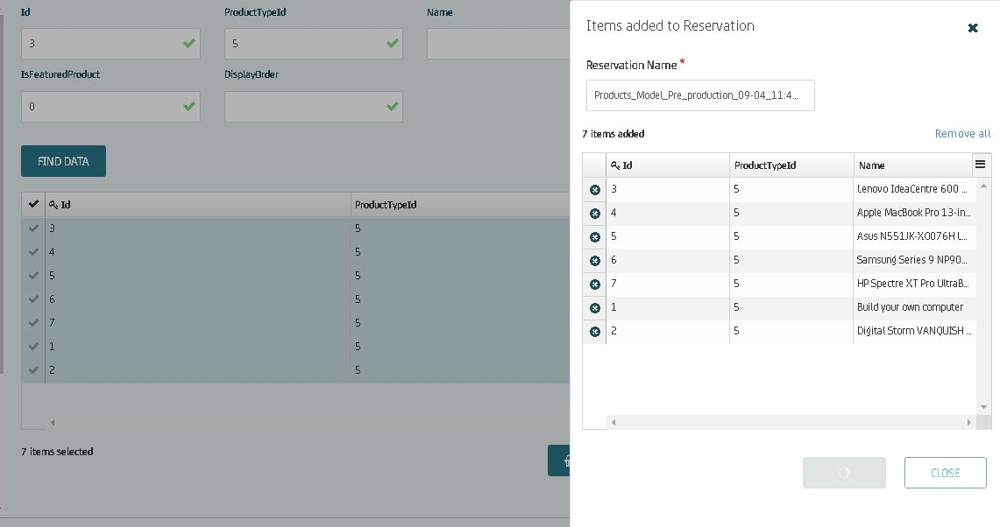 Id ProductTypeId Name
3 5
IsFeaturedProduct DisplayOrder
0
FIND DATA
Id ProductTypeId
3 5
4 5
5 5
6 5
7 5
1 5
2 5
7 items selected
Items added to Reservation
Reservation Name *
Products_Model_Pre_production_09-04_11:4...
7 items added Remove all
Id ProductTypeId Name
3 5 Lenovo IdeaCentre 600 ...
4 5 Apple MacBook Pro 13-in...
5 5 Asus N551JK-XO076H L...
6 5 Samsung Series 9 NP90...
7 5 HP Spectre XT Pro UltraB...
1 5 Build your own computer
2 5 Digital Storm VANQUISH ...
CLOSE